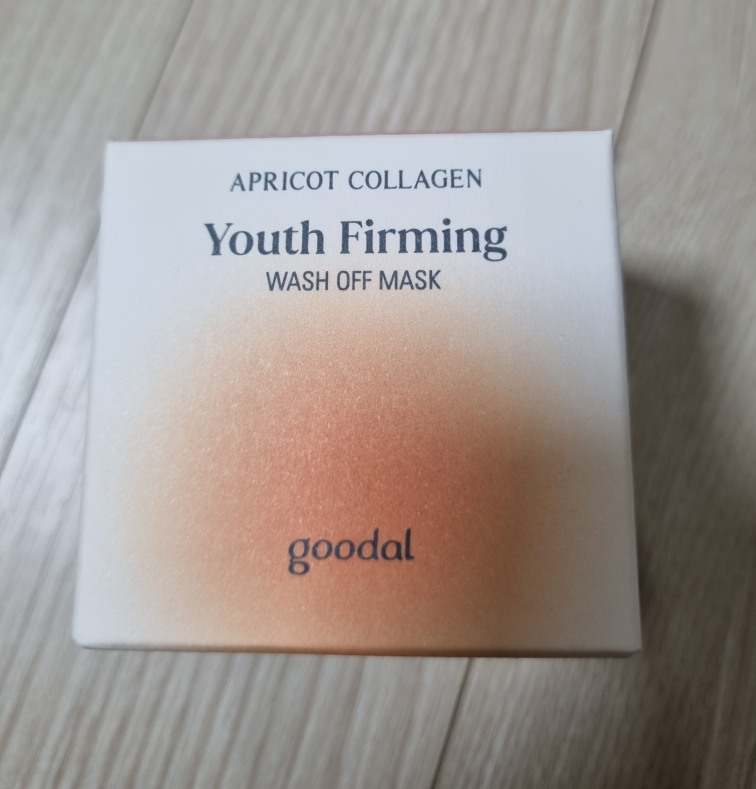 APRICOT COLLAGEN
Youth Firming
WASH OFF MASK
goodal